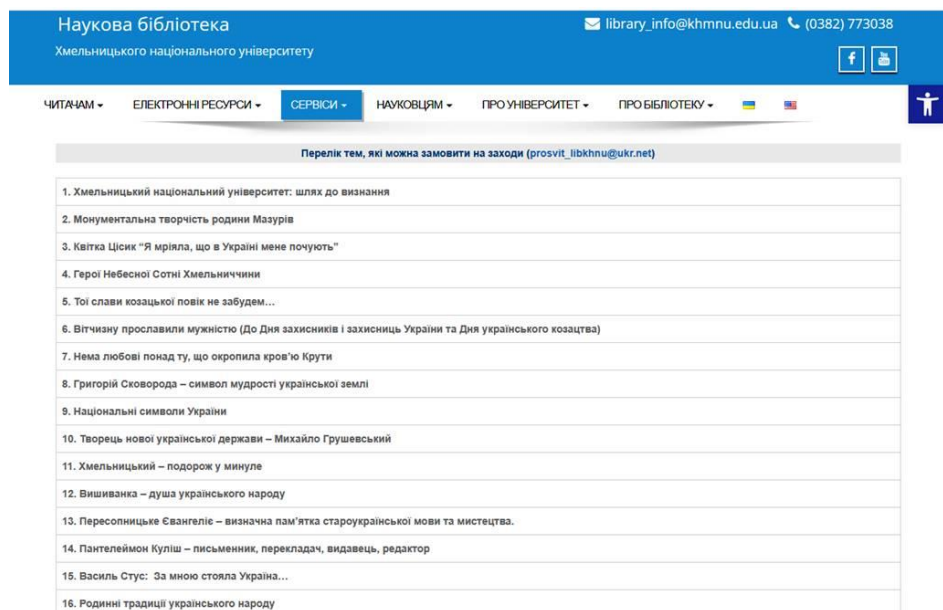 Наукова бібліотека
library_info@khmnu.edu.ua (0382) 773038
Хмельницького національного університету
ЧИТАЧАМ ЕЛЕКТРОННІ РЕСУРСИ СЕРВІСИ НАУКОВЦЯМ ПРО УНІВЕРСИТЕТ ПРО БІБЛІОТЕКУ
Перелік тем, які можна замовити на заходи (prosvit_libkhnu@ukr.net)
1. Хмельницький національний університет: шлях до визнання
2. Монументальна творчість родини Мазурів
3. Квітка Цісик “Я мріяла, що в Україні мене почують”
4. Герої Небесної Сотні Хмельниччини
5. Тої слави козацької повік не забудем…
6. Вітчизну прославили мужністю (До Дня захисників і захисниць України та Дня українського козацтва)
7. Нема любові понад ту, що окропила кров’ю Крути
8. Григорій Сковорода – символ мудрості української землі
9. Національні символи України
10. Творець нової української держави – Михайло Грушевський
11. Хмельницький – подорож у минуле
12. Вишиванка – душа українського народу
13. Пересопницьке Євангеліє – визначна пам’ятка староукраїнської мови та мистецтва.
14. Пантелеймон Куліш – письменник, перекладач, видавець, редактор
15. Василь Стус: За мною стояла Україна…
16. Родинні традиції українського народу